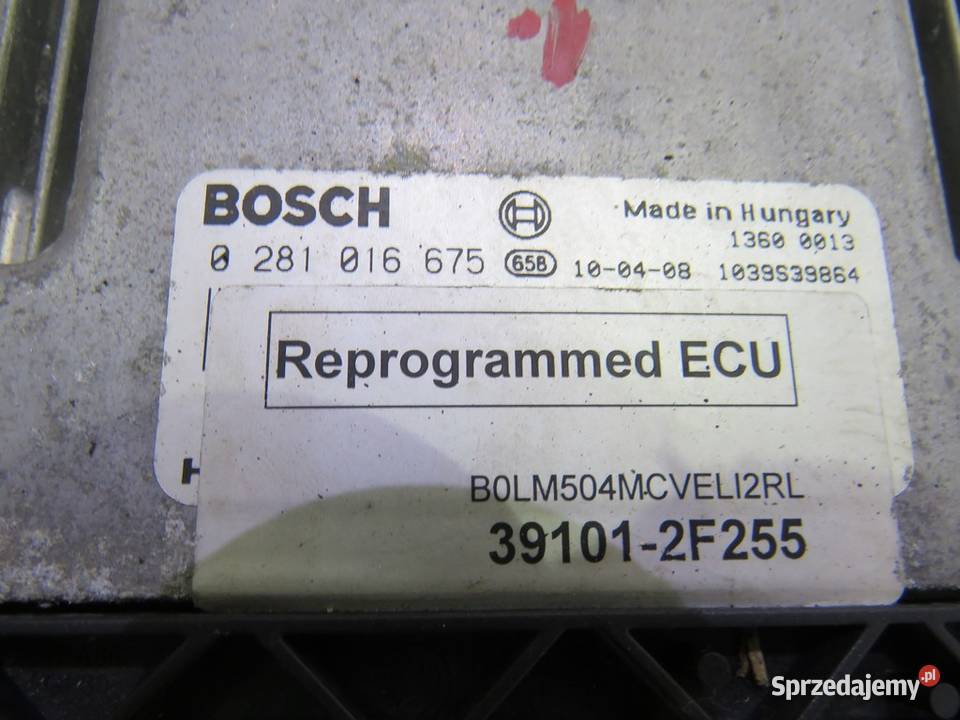 BOSCH
Made in Hungary
1360 0013
0 281 016 675 65B 10-04-08 1039S39864
Reprogrammed ECU
H
B0LM504MCVELI2RL
39101-2F255
Sprzedajemy.pl